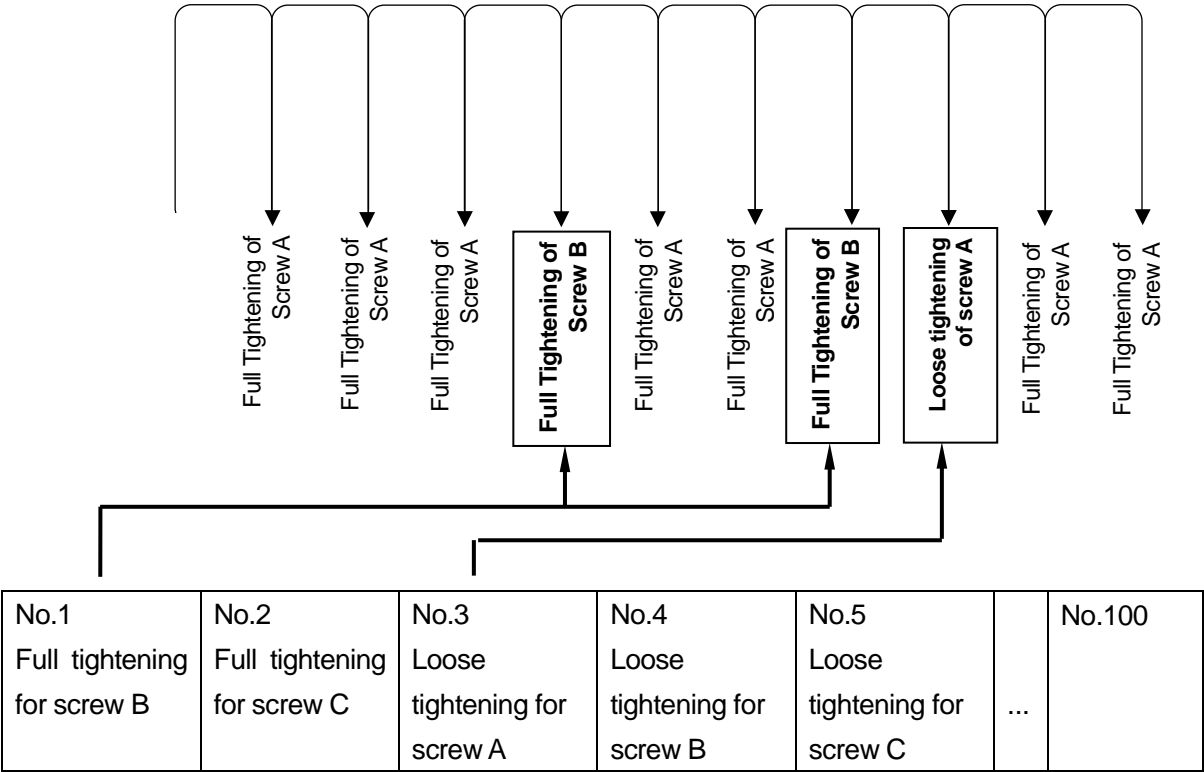 Full Tightening of
Screw A
Full Tightening of
Screw A
Full Tightening of
Screw A
Full Tightening of
Screw B
Full Tightening of
Screw A
Full Tightening of
Screw A
Full Tightening of
Screw B
Loose tightening
of screw A
Full Tightening of
Screw A
Full Tightening of
Screw A
No.1
Full tightening
for screw B
No.2
Full tightening
for screw C
No.3
Loose
tightening for
screw A
No.4
Loose
tightening for
screw B
No.5
Loose
tightening for
screw C
...
No.100